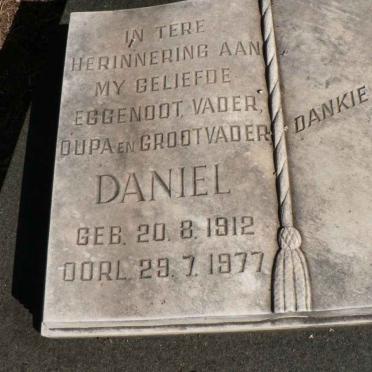 IN TERE
HERINNERING AAN
MY GELIEFDE
EGGENOOT, VADER,
OUPA EN GROOTVADER
DANIEL
GEB. 20. 8. 1912
OORL. 29. 7. 1977
DANKIE